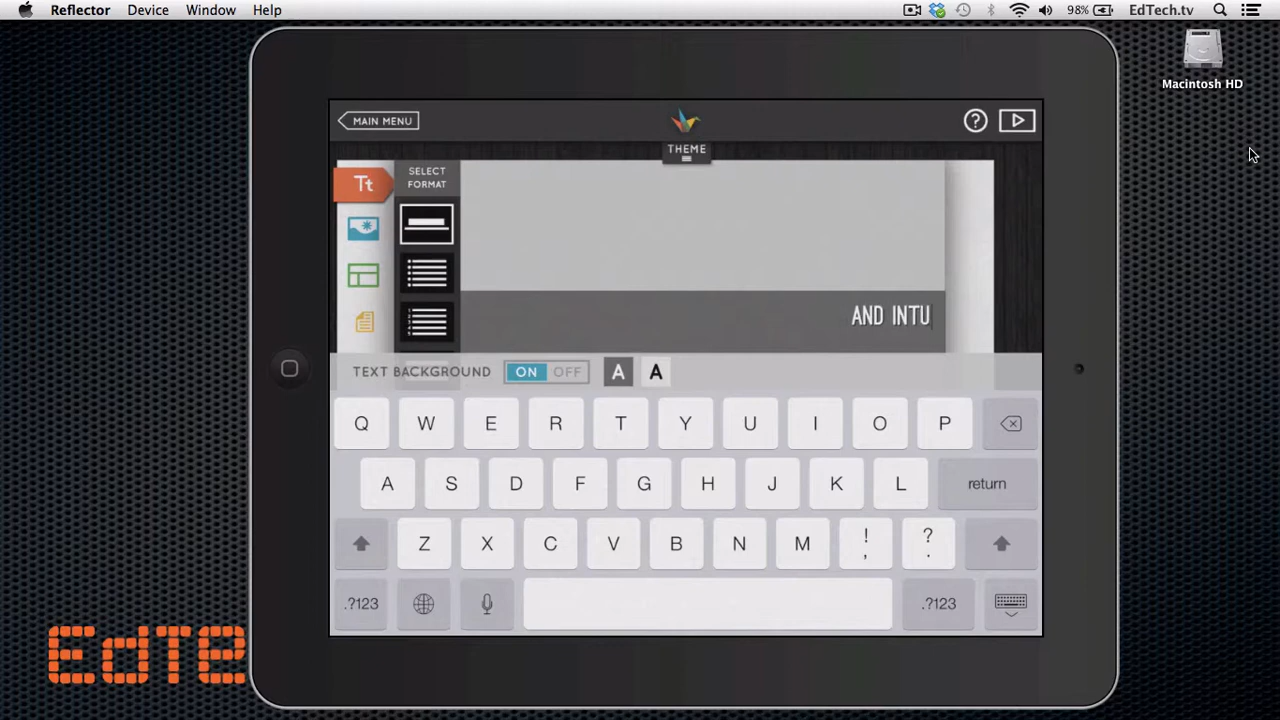 Reflector Device Window Help 98% EdTech.tv
Macintosh HD
MAIN MENU
?
THEME
Tt
SELECT
FORMAT
AND INTU
TEXT BACKGROUND ON OFF A A
Q W E R T Y U I O P
A S D F G H J K L return
Z X C V B N M ! , ? .
.?123 .?123
EdTe